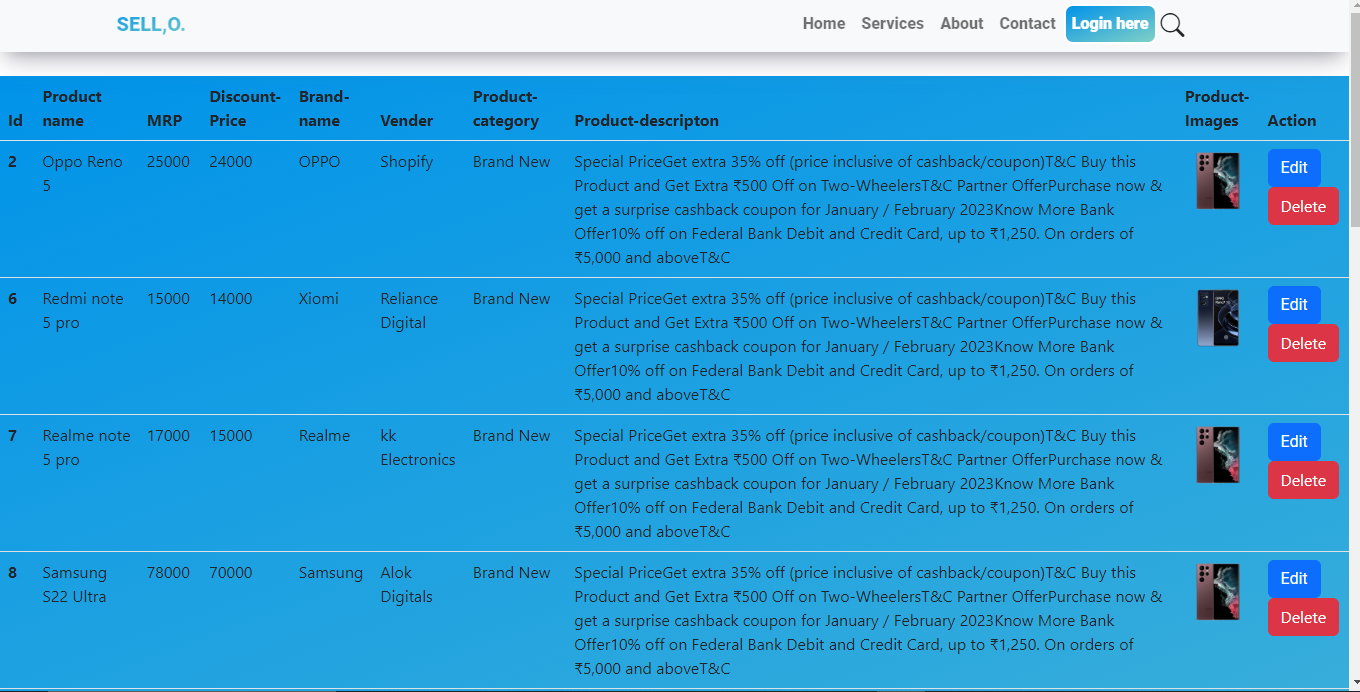 SELL,O.
Home Services About Contact Login here
Id Product name MRP Discount-Price Brand-name Vender Product-category Product-descripton Product-Images Action
2 Oppo Reno 5 25000 24000 OPPO Shopify Brand New Special PriceGet extra 35% off (price inclusive of cashback/coupon)T&C Buy this
Product and Get Extra ₹500 Off on Two-WheelersT&C Partner OfferPurchase now &
get a surprise cashback coupon for January / February 2023Know More Bank
Offer10% off on Federal Bank Debit and Credit Card, up to ₹1,250. On orders of
₹5,000 and aboveT&C
Edit
Delete
6 Redmi note 5 pro 15000 14000 Xiomi Reliance Digital Brand New Special PriceGet extra 35% off (price inclusive of cashback/coupon)T&C Buy this
Product and Get Extra ₹500 Off on Two-WheelersT&C Partner OfferPurchase now &
get a surprise cashback coupon for January / February 2023Know More Bank
Offer10% off on Federal Bank Debit and Credit Card, up to ₹1,250. On orders of
₹5,000 and aboveT&C
Edit
Delete
7 Realme note 5 pro 17000 15000 Realme kk Electronics Brand New Special PriceGet extra 35% off (price inclusive of cashback/coupon)T&C Buy this
Product and Get Extra ₹500 Off on Two-WheelersT&C Partner OfferPurchase now &
get a surprise cashback coupon for January / February 2023Know More Bank
Offer10% off on Federal Bank Debit and Credit Card, up to ₹1,250. On orders of
₹5,000 and aboveT&C
Edit
Delete
8 Samsung S22 Ultra 78000 70000 Samsung Alok Digitals Brand New Special PriceGet extra 35% off (price inclusive of cashback/coupon)T&C Buy this
Product and Get Extra ₹500 Off on Two-WheelersT&C Partner OfferPurchase now &
get a surprise cashback coupon for January / February 2023Know More Bank
Offer10% off on Federal Bank Debit and Credit Card, up to ₹1,250. On orders of
₹5,000 and aboveT&C
Edit
Delete